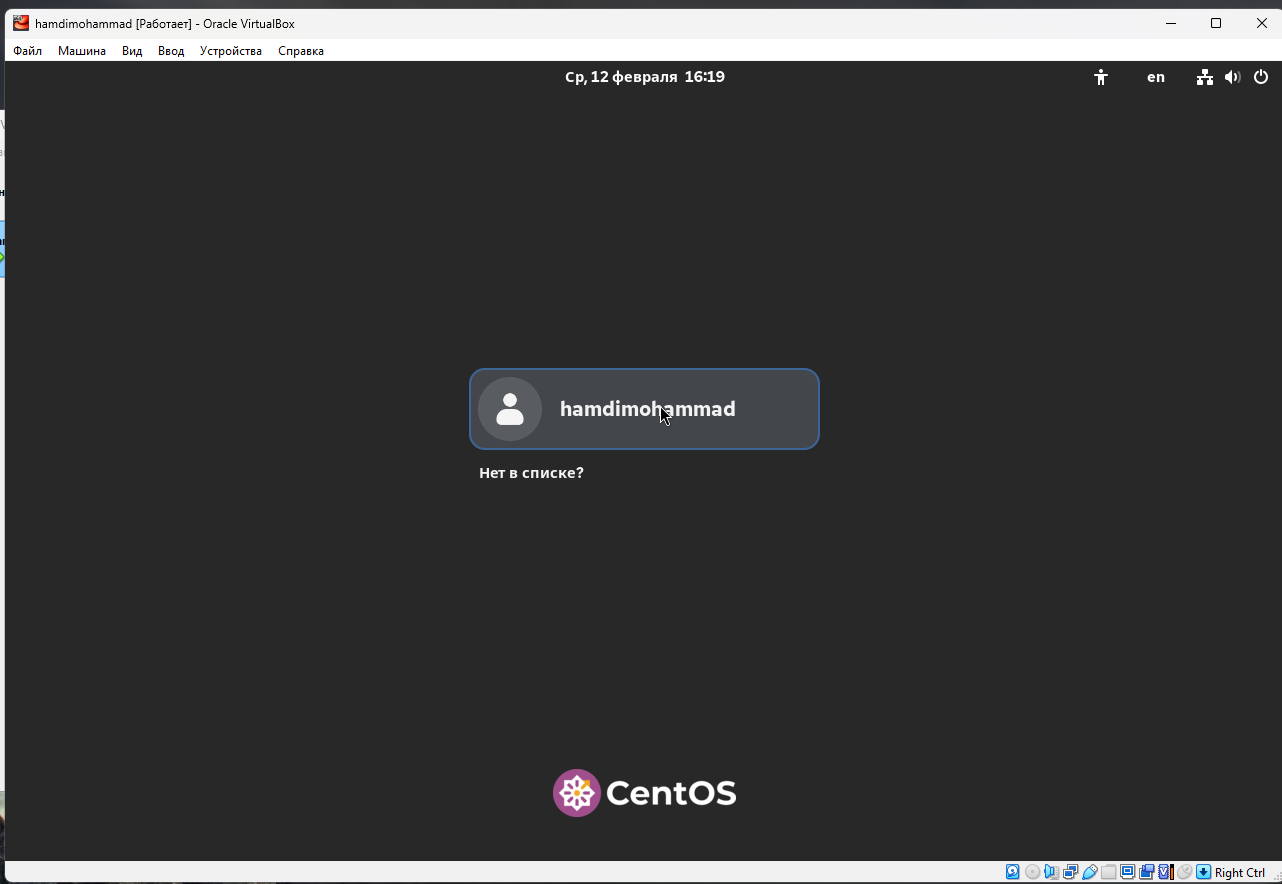 hamdimohammad [Работает] - Oracle VirtualBox
Файл Машина Вид Ввод Устройства Справка
Ср, 12 февраля 16:19
en
hamdimohammad
Нет в списке?
CentOS
Right Ctrl